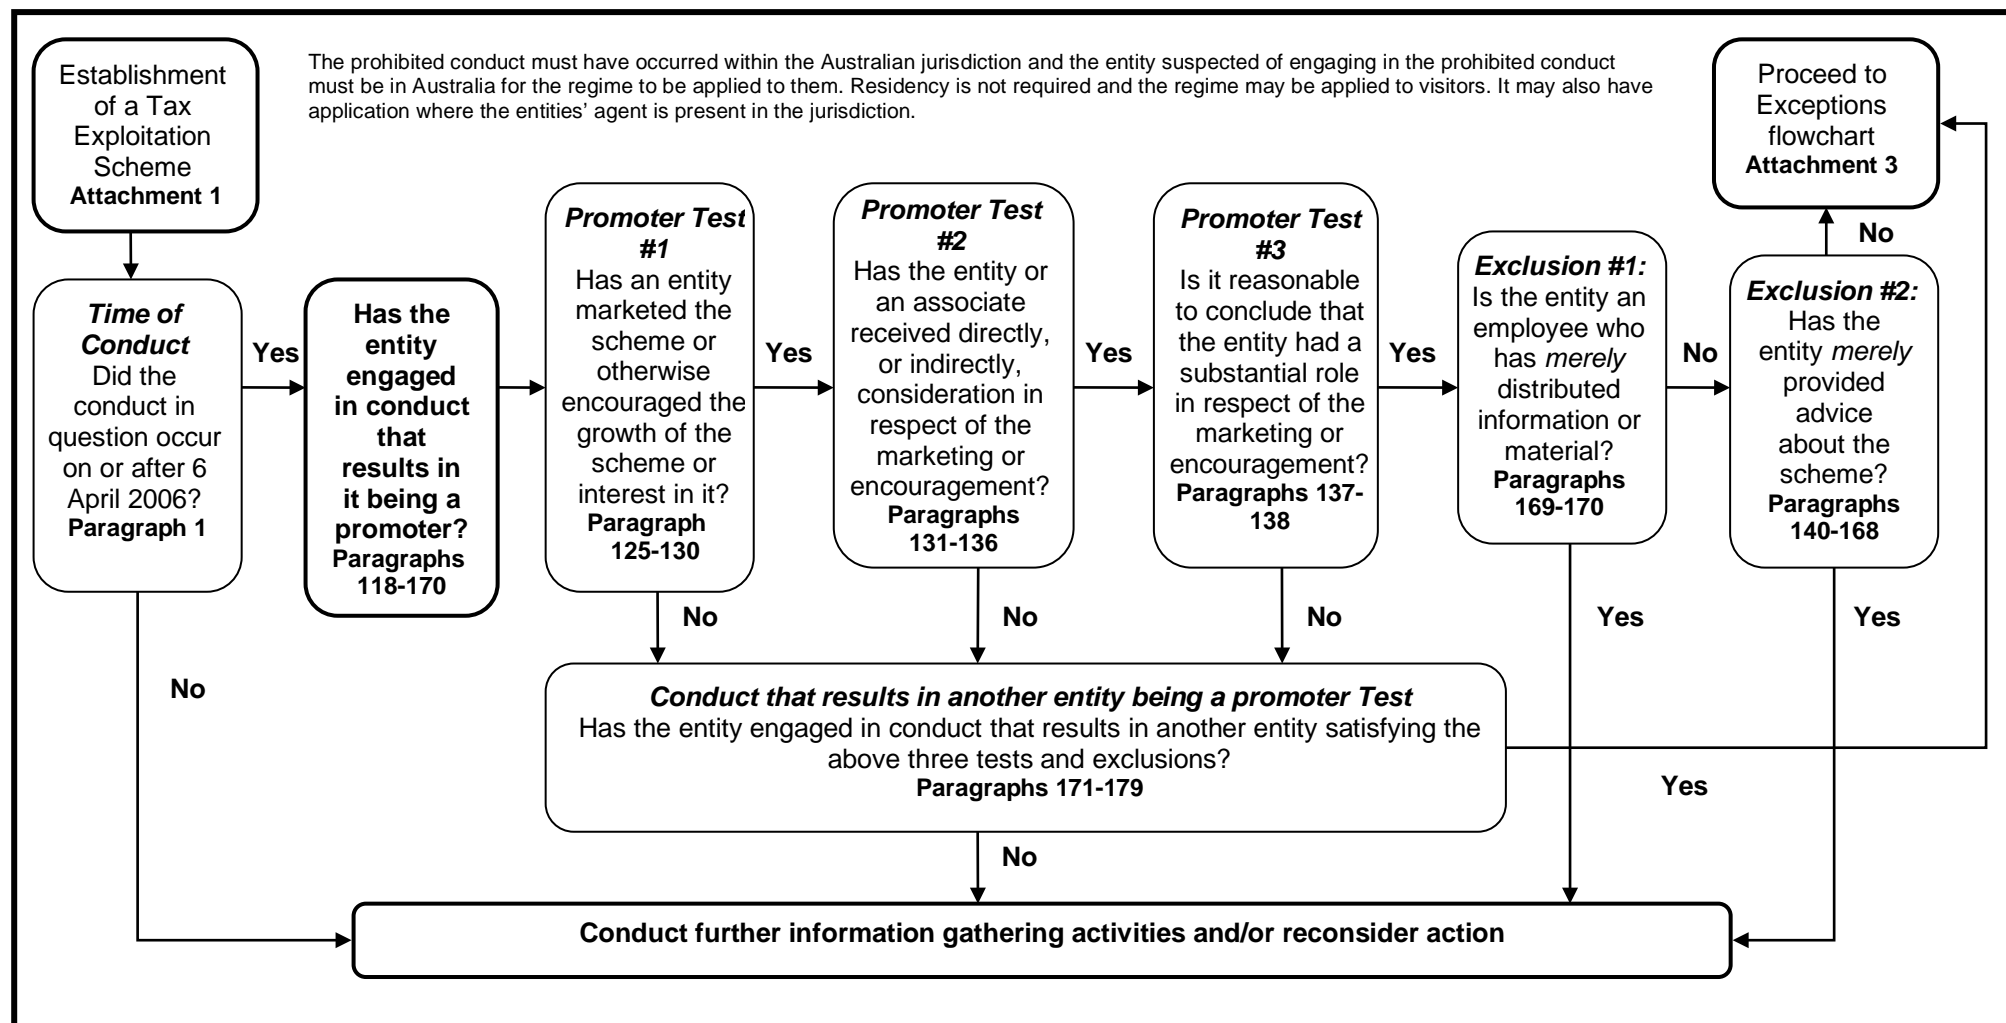 Establishment
of a Tax
Exploitation
Scheme
Attachment 1
The prohibited conduct must have occurred within the Australian jurisdiction and the entity suspected of engaging in the prohibited conduct
must be in Australia for the regime to be applied to them. Residency is not required and the regime may be applied to visitors. It may also have
application where the entities’ agent is present in the jurisdiction.
Proceed to
Exceptions
flowchart
Attachment 3
No
Time of
Conduct
Did the
conduct in
question occur
on or after 6
April 2006?
Paragraph 1
Yes
Has the
entity
engaged
in conduct
that
results in
it being a
promoter?
Paragraphs
118-170
Promoter Test
#1
Has an entity
marketed the
scheme or
otherwise
encouraged the
growth of the
scheme or
interest in it?
Paragraph
125-130
Yes
Promoter Test
#2
Has the entity or
an associate
received directly,
or indirectly,
consideration in
respect of the
marketing or
encouragement?
Paragraphs
131-136
Yes
Promoter Test
#3
Is it reasonable
to conclude that
the entity had a
substantial role
in respect of the
marketing or
encouragement?
Paragraphs 137-
138
Yes
Exclusion #1:
Is the entity an
employee who
has merely
distributed
information or
material?
Paragraphs
169-170
No
Exclusion #2:
Has the
entity merely
provided
advice
about the
scheme?
Paragraphs
140-168
No
No
No
No
Yes
Yes
Conduct that results in another entity being a promoter Test
Has the entity engaged in conduct that results in another entity satisfying the
above three tests and exclusions?
Paragraphs 171-179
Yes
No
Conduct further information gathering activities and/or reconsider action